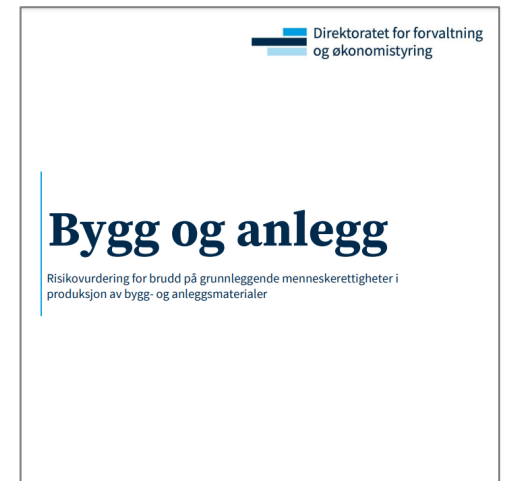 Direktoratet for forvaltning
og økonomistyring
Bygg og anlegg
Risikovurdering for brudd på grunnleggende menneskerettigheter i
produksjon av bygg- og anleggsmaterialer